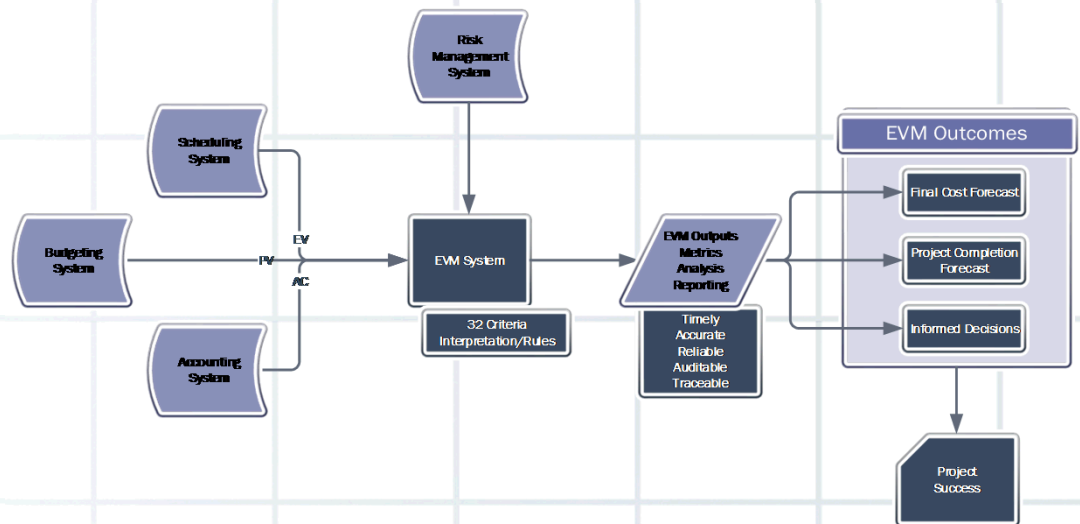 Risk
Management
System
Scheduling
System
EVM Outcomes
Final Cost Forecast
EV
Budgeting
System
PV
EVM System
EVM Outputs
Metrics
Analysis
Reporting
Project Completion
Forecast
AC
32 Criteria
Interpretation/Rules
Timely
Accurate
Reliable
Auditable
Traceable
Informed Decisions
Accounting
System
Project
Success